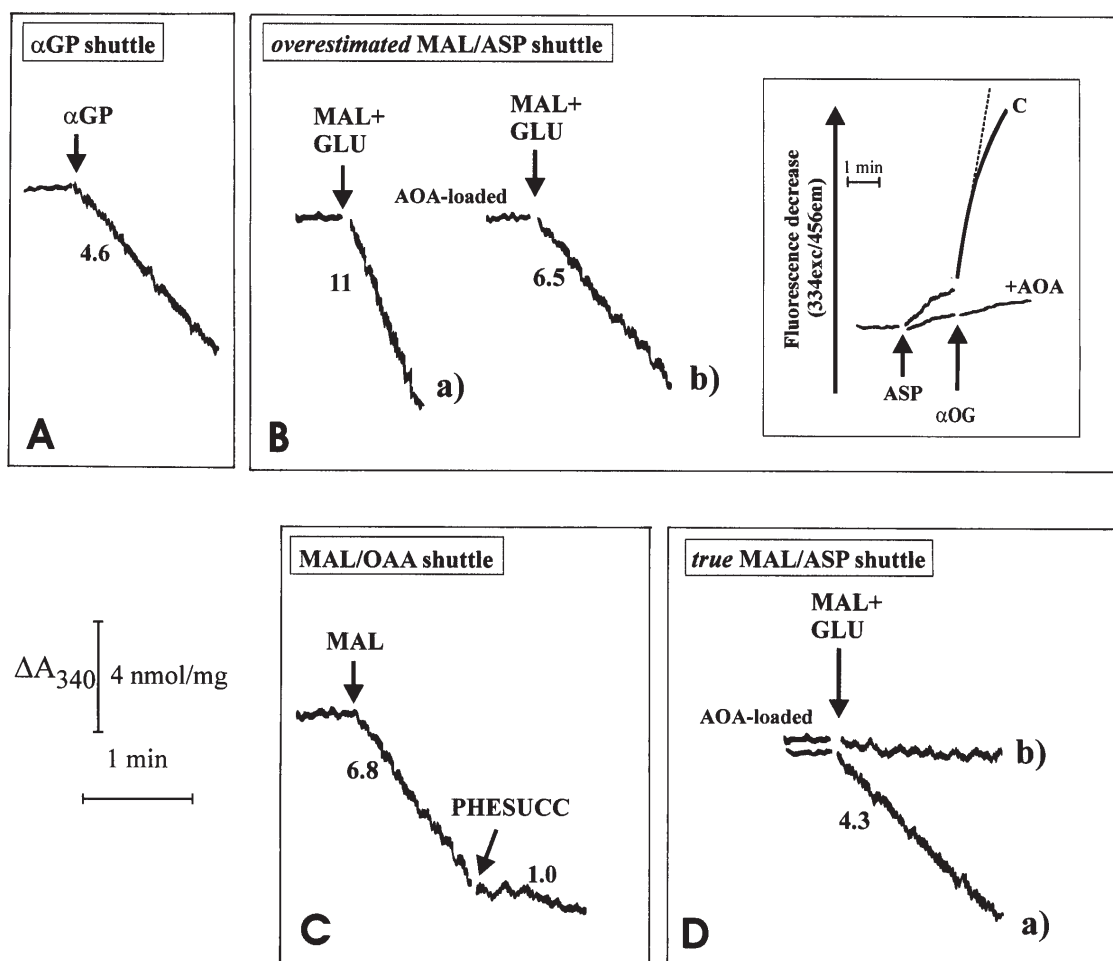 αGP shuttle
αGP
4.6
A
overestimated MAL/ASP shuttle
MAL+
GLU
11
a)
AOA-loaded
MAL+
GLU
6.5
b)
B
Fluorescence decrease
(334exc/456em)
1 min
C
+AOA
ASP
αOG
ΔA340
4 nmol/mg
1 min
MAL/OAA shuttle
MAL
6.8
PHESUCC
1.0
C
true MAL/ASP shuttle
MAL+
GLU
AOA-loaded
b)
4.3
a)
D